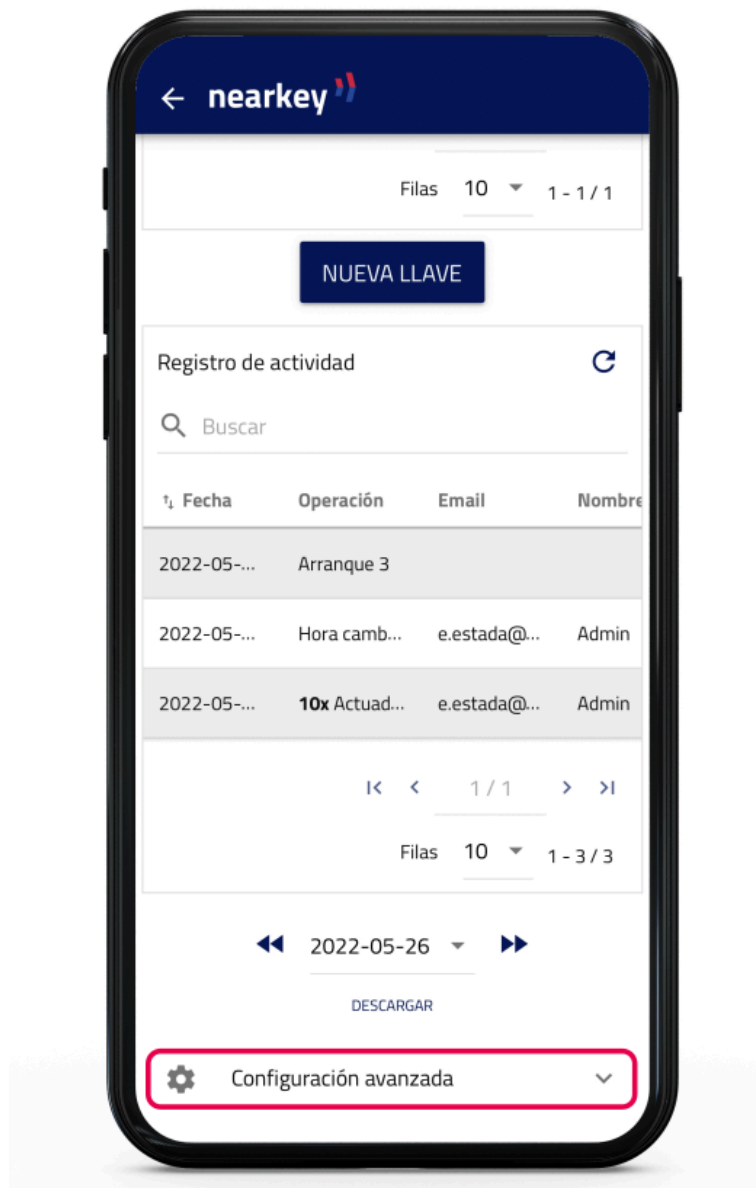 nearkey
Filas 10 1 - 1 / 1
NUEVA LLAVE
Registro de actividad
Buscar
Fecha Operación Email Nombre
2022-05-... Arranque 3
2022-05-... Hora camb... e.estada@... Admin
2022-05-... 10x Actuad... e.estada@... Admin
1 / 1
Filas 10 1 - 3 / 3
2022-05-26
DESCARGAR
Configuración avanzada